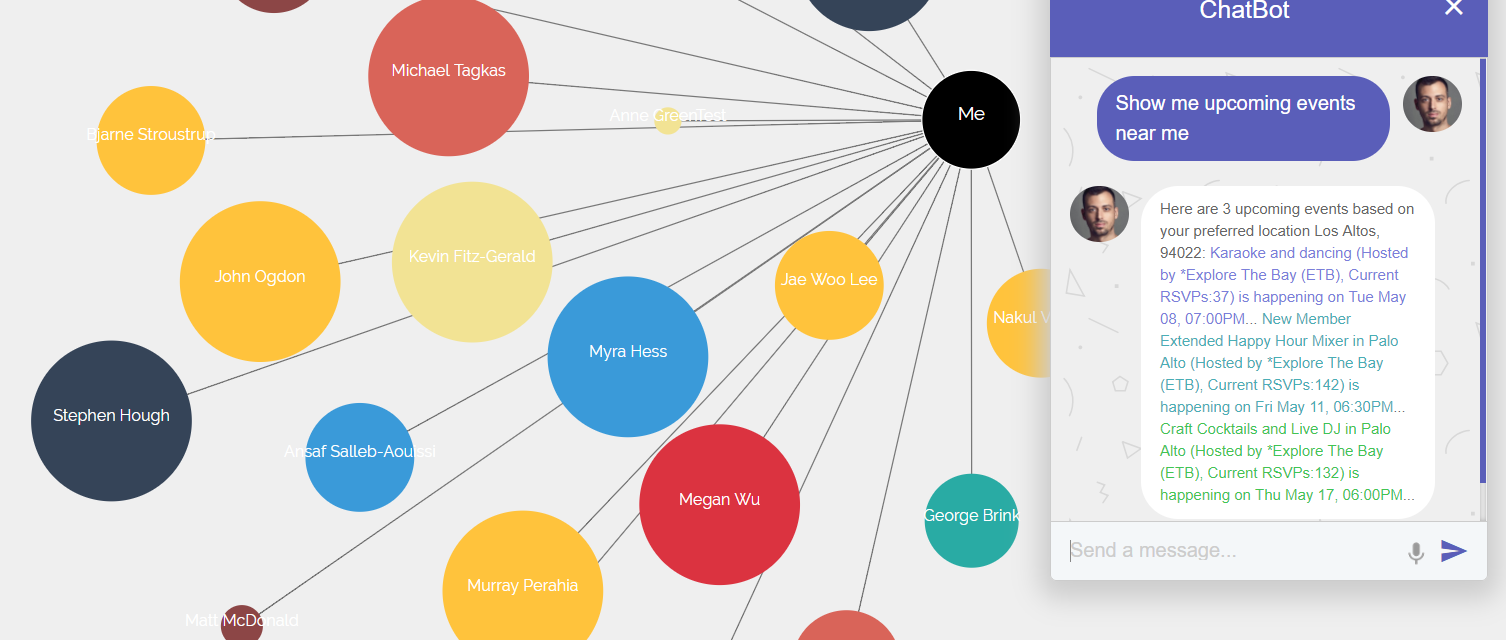 Michael Tagkas
Anne GreenTest
Me
Bjarne Stroustrup
Kevin Fitz-Gerald
John Ogdon
Jae Woo Lee
Nakul
Myra Hess
Stephen Hough
Ansaf Salleb-Aouissi
Megan Wu
George Brink
Murray Perahia
Matt McDonald
ChatBot
Show me upcoming events
near me
Here are 3 upcoming events based on
your preferred location Los Altos,
94022: Karaoke and dancing (Hosted
by *Explore The Bay (ETB), Current
RSVPs:37) is happening on Tue May
08, 07:00PM... New Member
Extended Happy Hour Mixer in Palo
Alto (Hosted by *Explore The Bay
(ETB), Current RSVPs:142) is
happening on Fri May 11, 06:30PM...
Craft Cocktails and Live DJ in Palo
Alto (Hosted by *Explore The Bay
(ETB), Current RSVPs:132) is
happening on Thu May 17, 06:00PM...
Send a message...